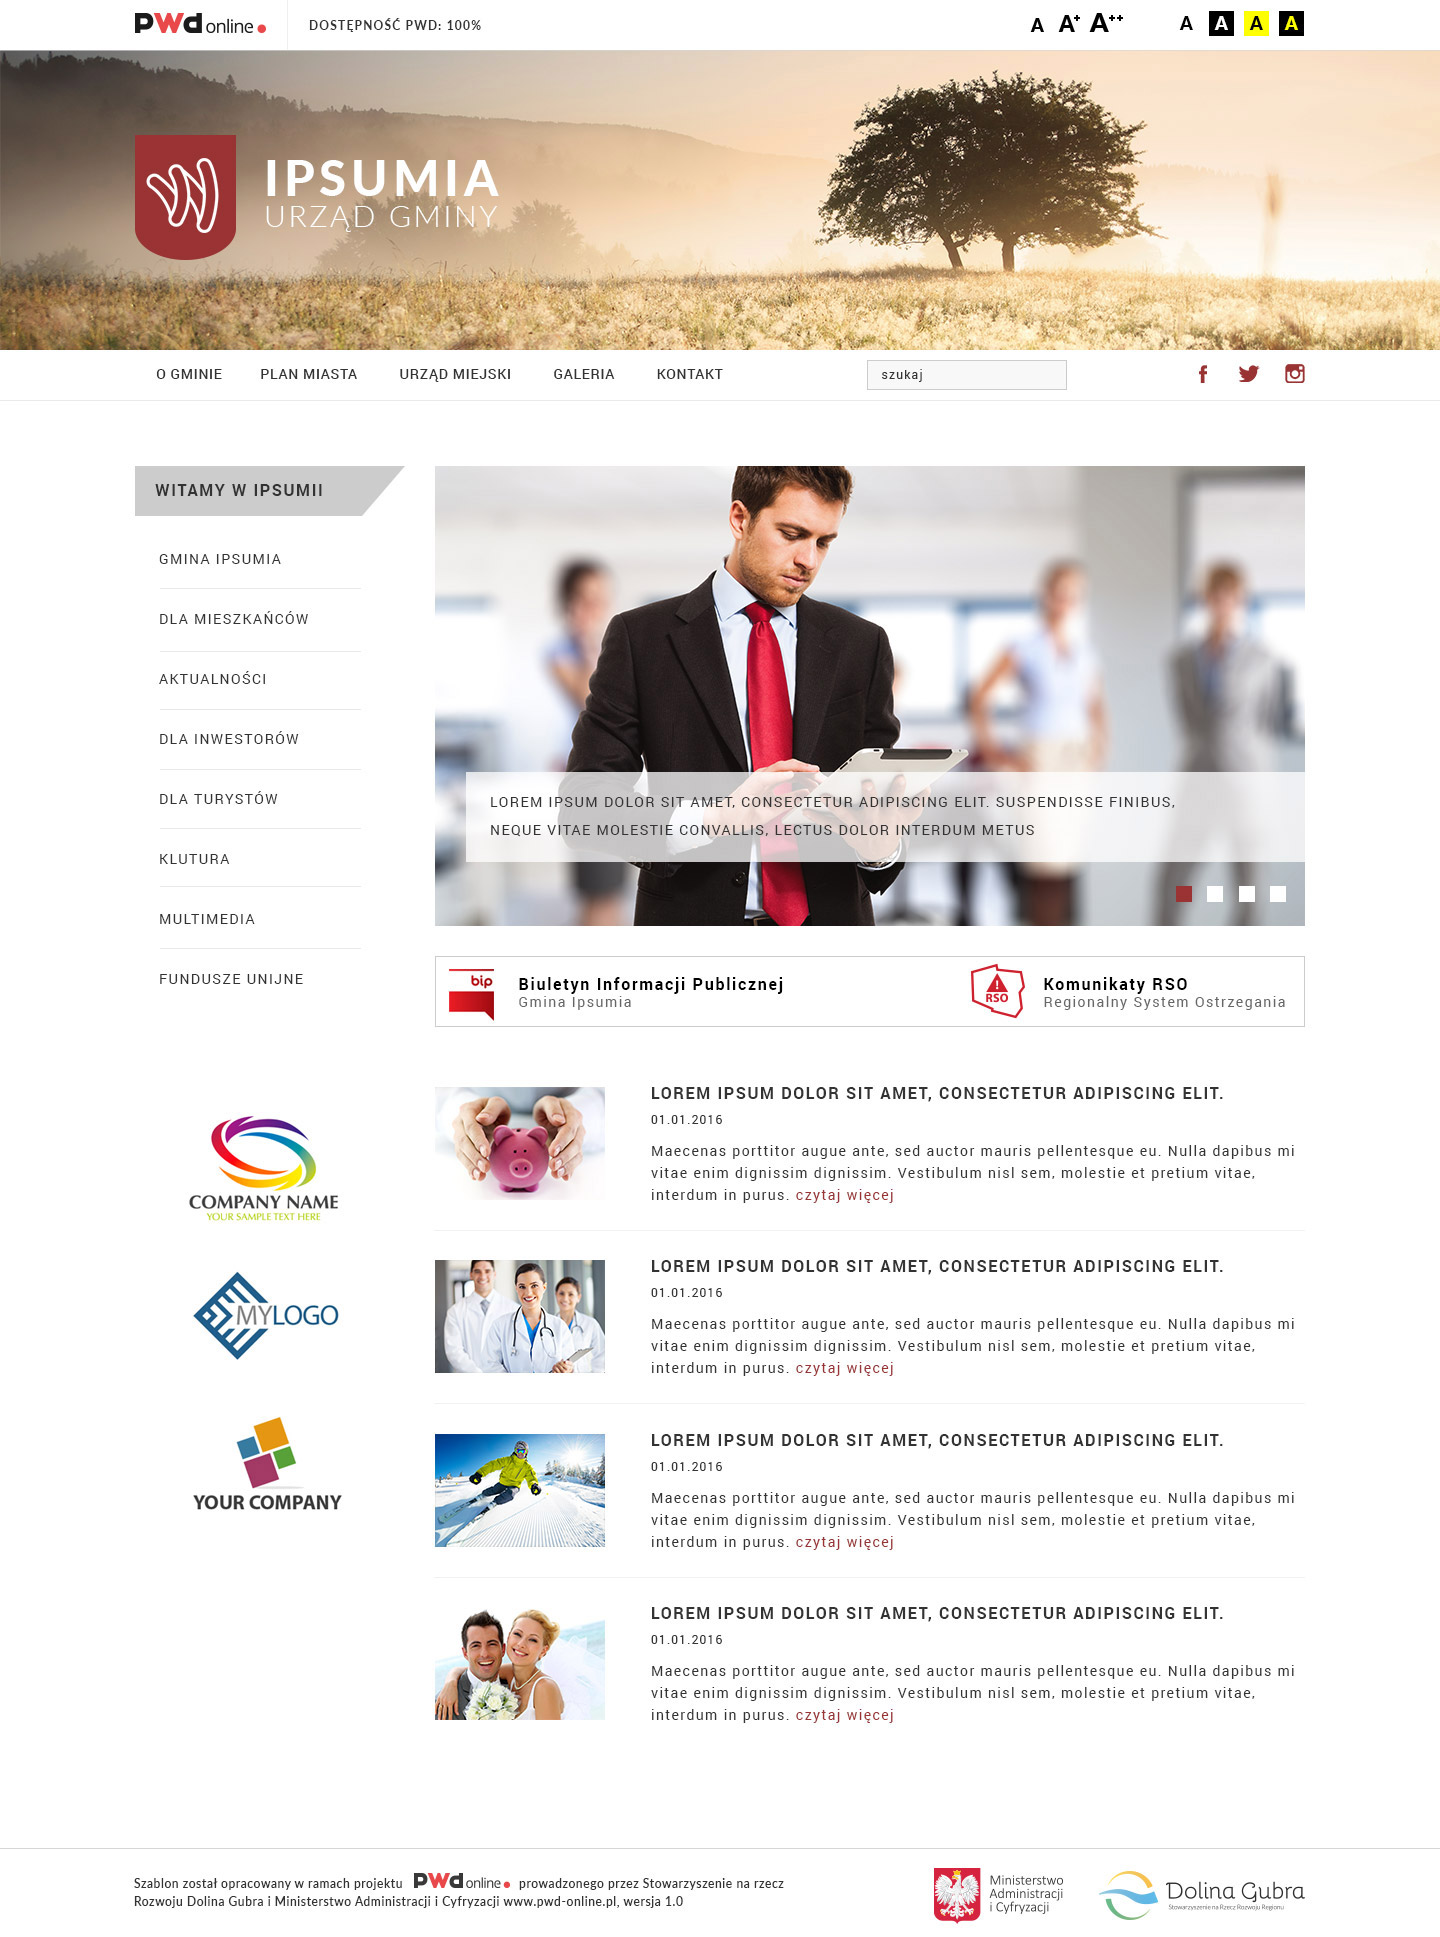 PWd online
DOSTĘPNOŚĆ PWD: 100%
A A+ A++ A A A A
IPSUMIA
URZĄD GMINY
O GMINIE PLAN MIASTA URZĄD MIEJSKI GALERIA KONTAKT szukaj
WITAMY W IPSUMII
GMINA IPSUMIA
DLA MIESZKAŃCÓW
AKTUALNOŚCI
DLA INWESTORÓW
DLA TURYSTÓW
KLUTURA
MULTIMEDIA
FUNDUSZE UNIJNE
LOREM IPSUM DOLOR SIT AMET, CONSECTETUR ADIPISCING ELIT. SUSPENDISSE FINIBUS,
NEQUE VITAE MOLESTIE CONVALLIS, LECTUS DOLOR INTERDUM METUS
bip
Biuletyn Informacji Publicznej
Gmina Ipsumia
RSO
Komunikaty RSO
Regionalny System Ostrzegania
COMPANY NAME
YOUR SAMPLE TEXT HERE
MYLOGO
YOUR COMPANY
LOREM IPSUM DOLOR SIT AMET, CONSECTETUR ADIPISCING ELIT.
01.01.2016
Maecenas porttitor augue ante, sed auctor mauris pellentesque eu. Nulla dapibus mi
vitae enim dignissim dignissim. Vestibulum nisl sem, molestie et pretium vitae,
interdum in purus. czytaj więcej
LOREM IPSUM DOLOR SIT AMET, CONSECTETUR ADIPISCING ELIT.
01.01.2016
Maecenas porttitor augue ante, sed auctor mauris pellentesque eu. Nulla dapibus mi
vitae enim dignissim dignissim. Vestibulum nisl sem, molestie et pretium vitae,
interdum in purus. czytaj więcej
LOREM IPSUM DOLOR SIT AMET, CONSECTETUR ADIPISCING ELIT.
01.01.2016
Maecenas porttitor augue ante, sed auctor mauris pellentesque eu. Nulla dapibus mi
vitae enim dignissim dignissim. Vestibulum nisl sem, molestie et pretium vitae,
interdum in purus. czytaj więcej
LOREM IPSUM DOLOR SIT AMET, CONSECTETUR ADIPISCING ELIT.
01.01.2016
Maecenas porttitor augue ante, sed auctor mauris pellentesque eu. Nulla dapibus mi
vitae enim dignissim dignissim. Vestibulum nisl sem, molestie et pretium vitae,
interdum in purus. czytaj więcej
Szablon został opracowany w ramach projektu PWd online prowadzonego przez Stowarzyszenie na rzecz
Rozwoju Dolina Gubra i Ministerstwo Administracji i Cyfryzacji www.pwd-online.pl, wersja 1.0
Ministerstwo
Administracji
i Cyfryzacji
Dolina Gubra
Stowarzyszenie na Rzecz Rozwoju Regionu